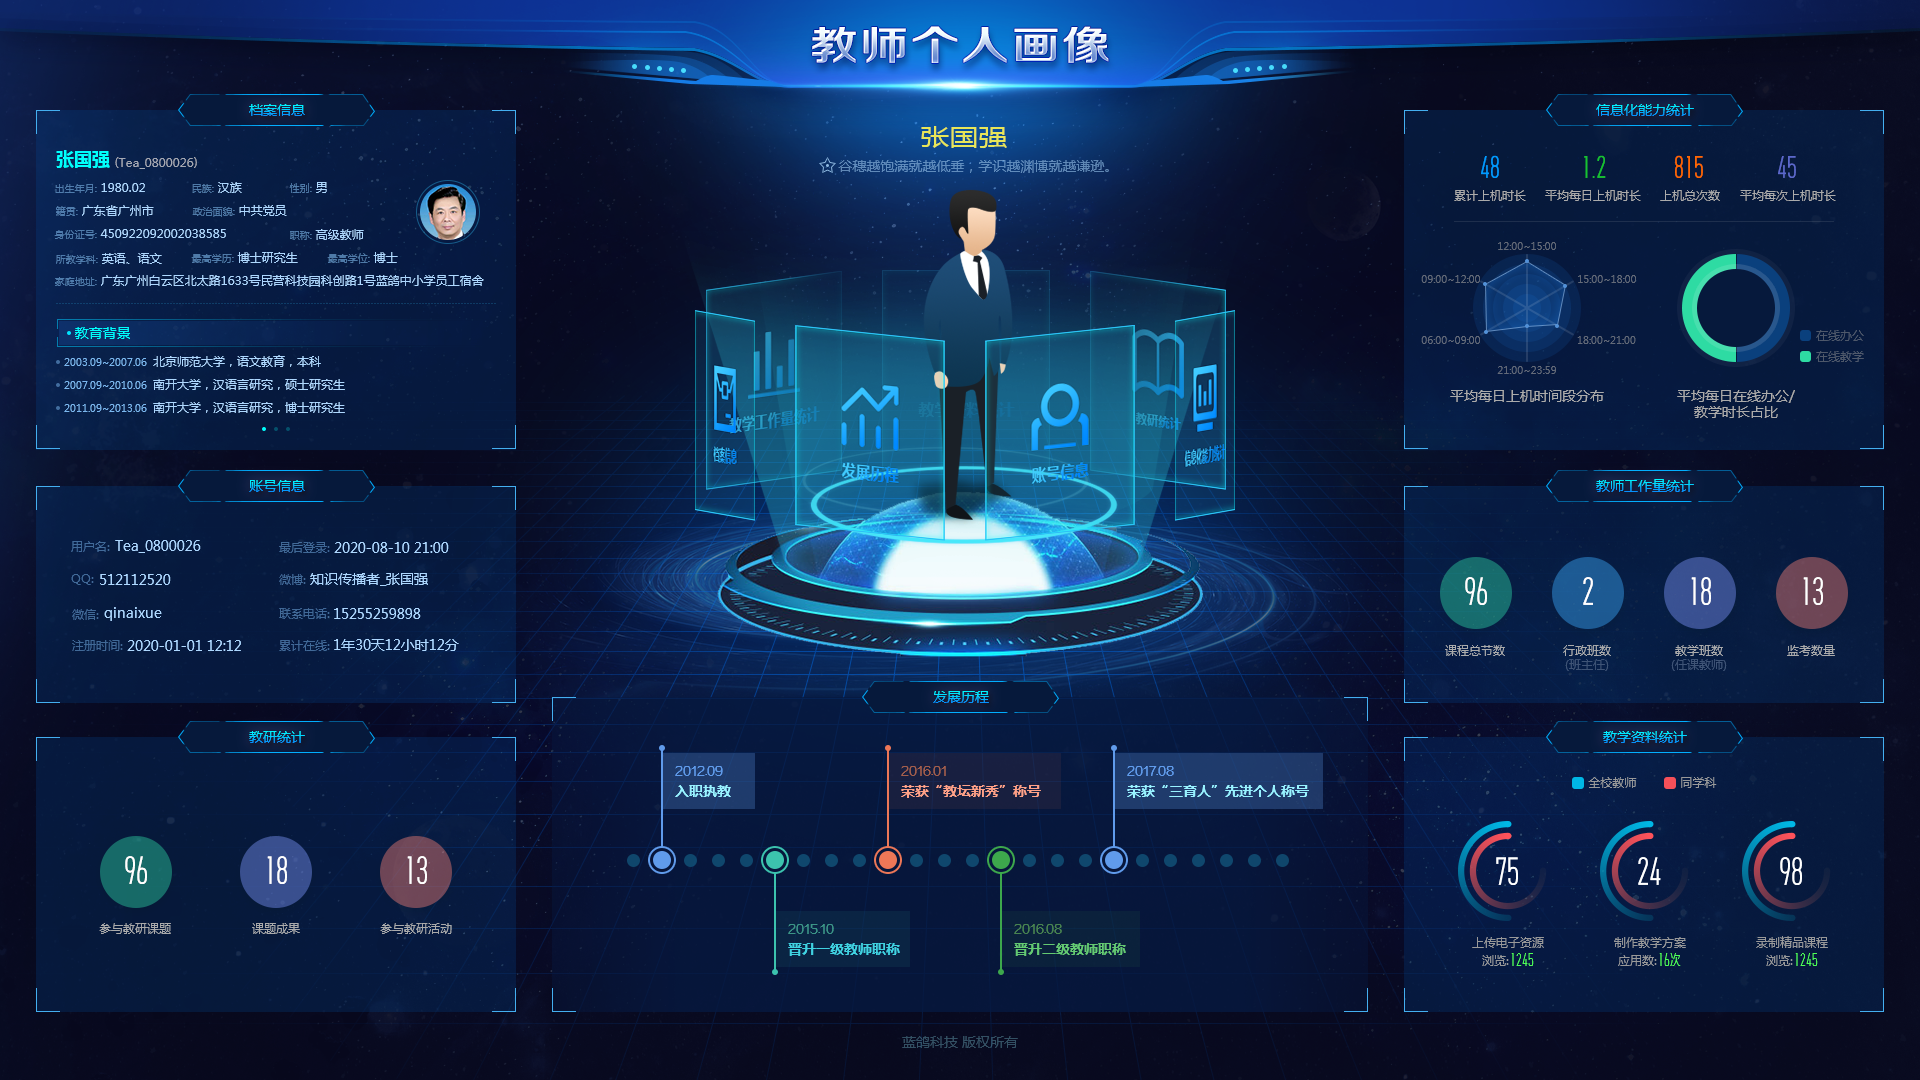 教师个人画像
张国强
谷穗越饱满就越低垂；学识越渊博就越谦逊。
档案信息
张国强 (Tea_0800026)
出生年月: 1980.02 民族: 汉族 性别: 男
籍贯: 广东省广州市 政治面貌: 中共党员
身份证号: 450922092002038585 职称: 高级教师
所教学科: 英语、语文 最高学历: 博士研究生 最高学位: 博士
家庭地址: 广东广州白云区北太路1633号民营科技园科创路1号蓝鸽中小学员工宿舍
教育背景
2003.09~2007.06 北京师范大学，语文教育，本科
2007.09~2010.06 南开大学，汉语言研究，硕士研究生
2011.09~2013.06 南开大学，汉语言研究，博士研究生
账号信息
用户名: Tea_0800026 最后登录: 2020-08-10 21:00
QQ: 512112520 微博: 知识传播者_张国强
微信: qinaixue 联系电话: 15255259898
注册时间: 2020-01-01 12:12 累计在线: 1年30天12小时12分
教研统计
96 18 13
参与教研课题 课题成果 参与教研活动
教学工作量统计
发展历程
账号信息
教研统计
发展历程
2012.09
入职执教
2016.01
荣获“教坛新秀”称号
2017.08
荣获“三育人”先进个人称号
2015.10
晋升一级教师职称
2016.08
晋升二级教师职称
信息化能力统计
48 1.2 815 45
累计上机时长 平均每日上机时长 上机总次数 平均每次上机时长
12:00~15:00
09:00~12:00 15:00~18:00
06:00~09:00 18:00~21:00
21:00~23:59
平均每日上机时间段分布
在线办公
在线教学
平均每日在线办公/
教学时长占比
教师工作量统计
96 2 18 13
课程总节数 行政班数 教学班数 监考数量
(班主任) (任课教师)
教学资料统计
全校教师 同学科
75 24 98
上传电子资源 制作教学方案 录制精品课程
浏览:1245 应用数:16次 浏览:1245
蓝鸽科技 版权所有